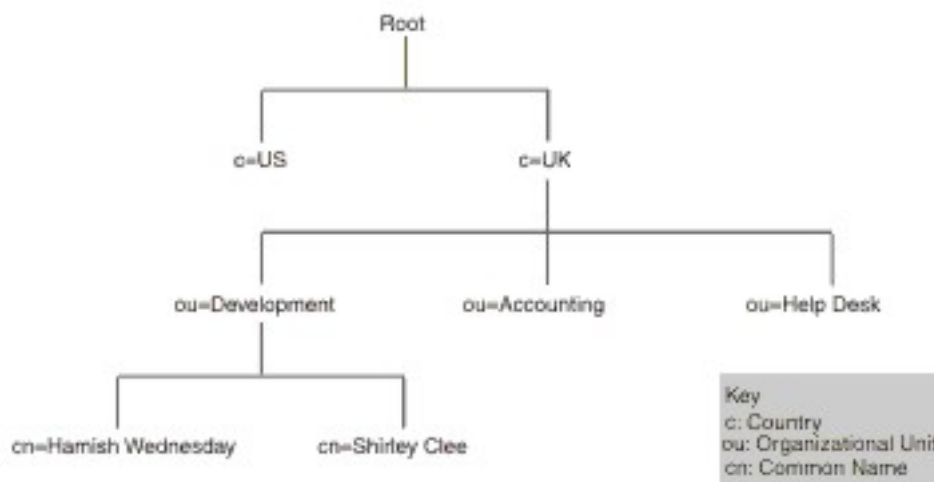 Root
c=US
c=UK
ou=Development
ou=Accounting
ou=Help Desk
cn=Hamish Wednesday
cn=Shirley Clee
Key
c: Country
ou: Organizational Unit
cn: Common Name